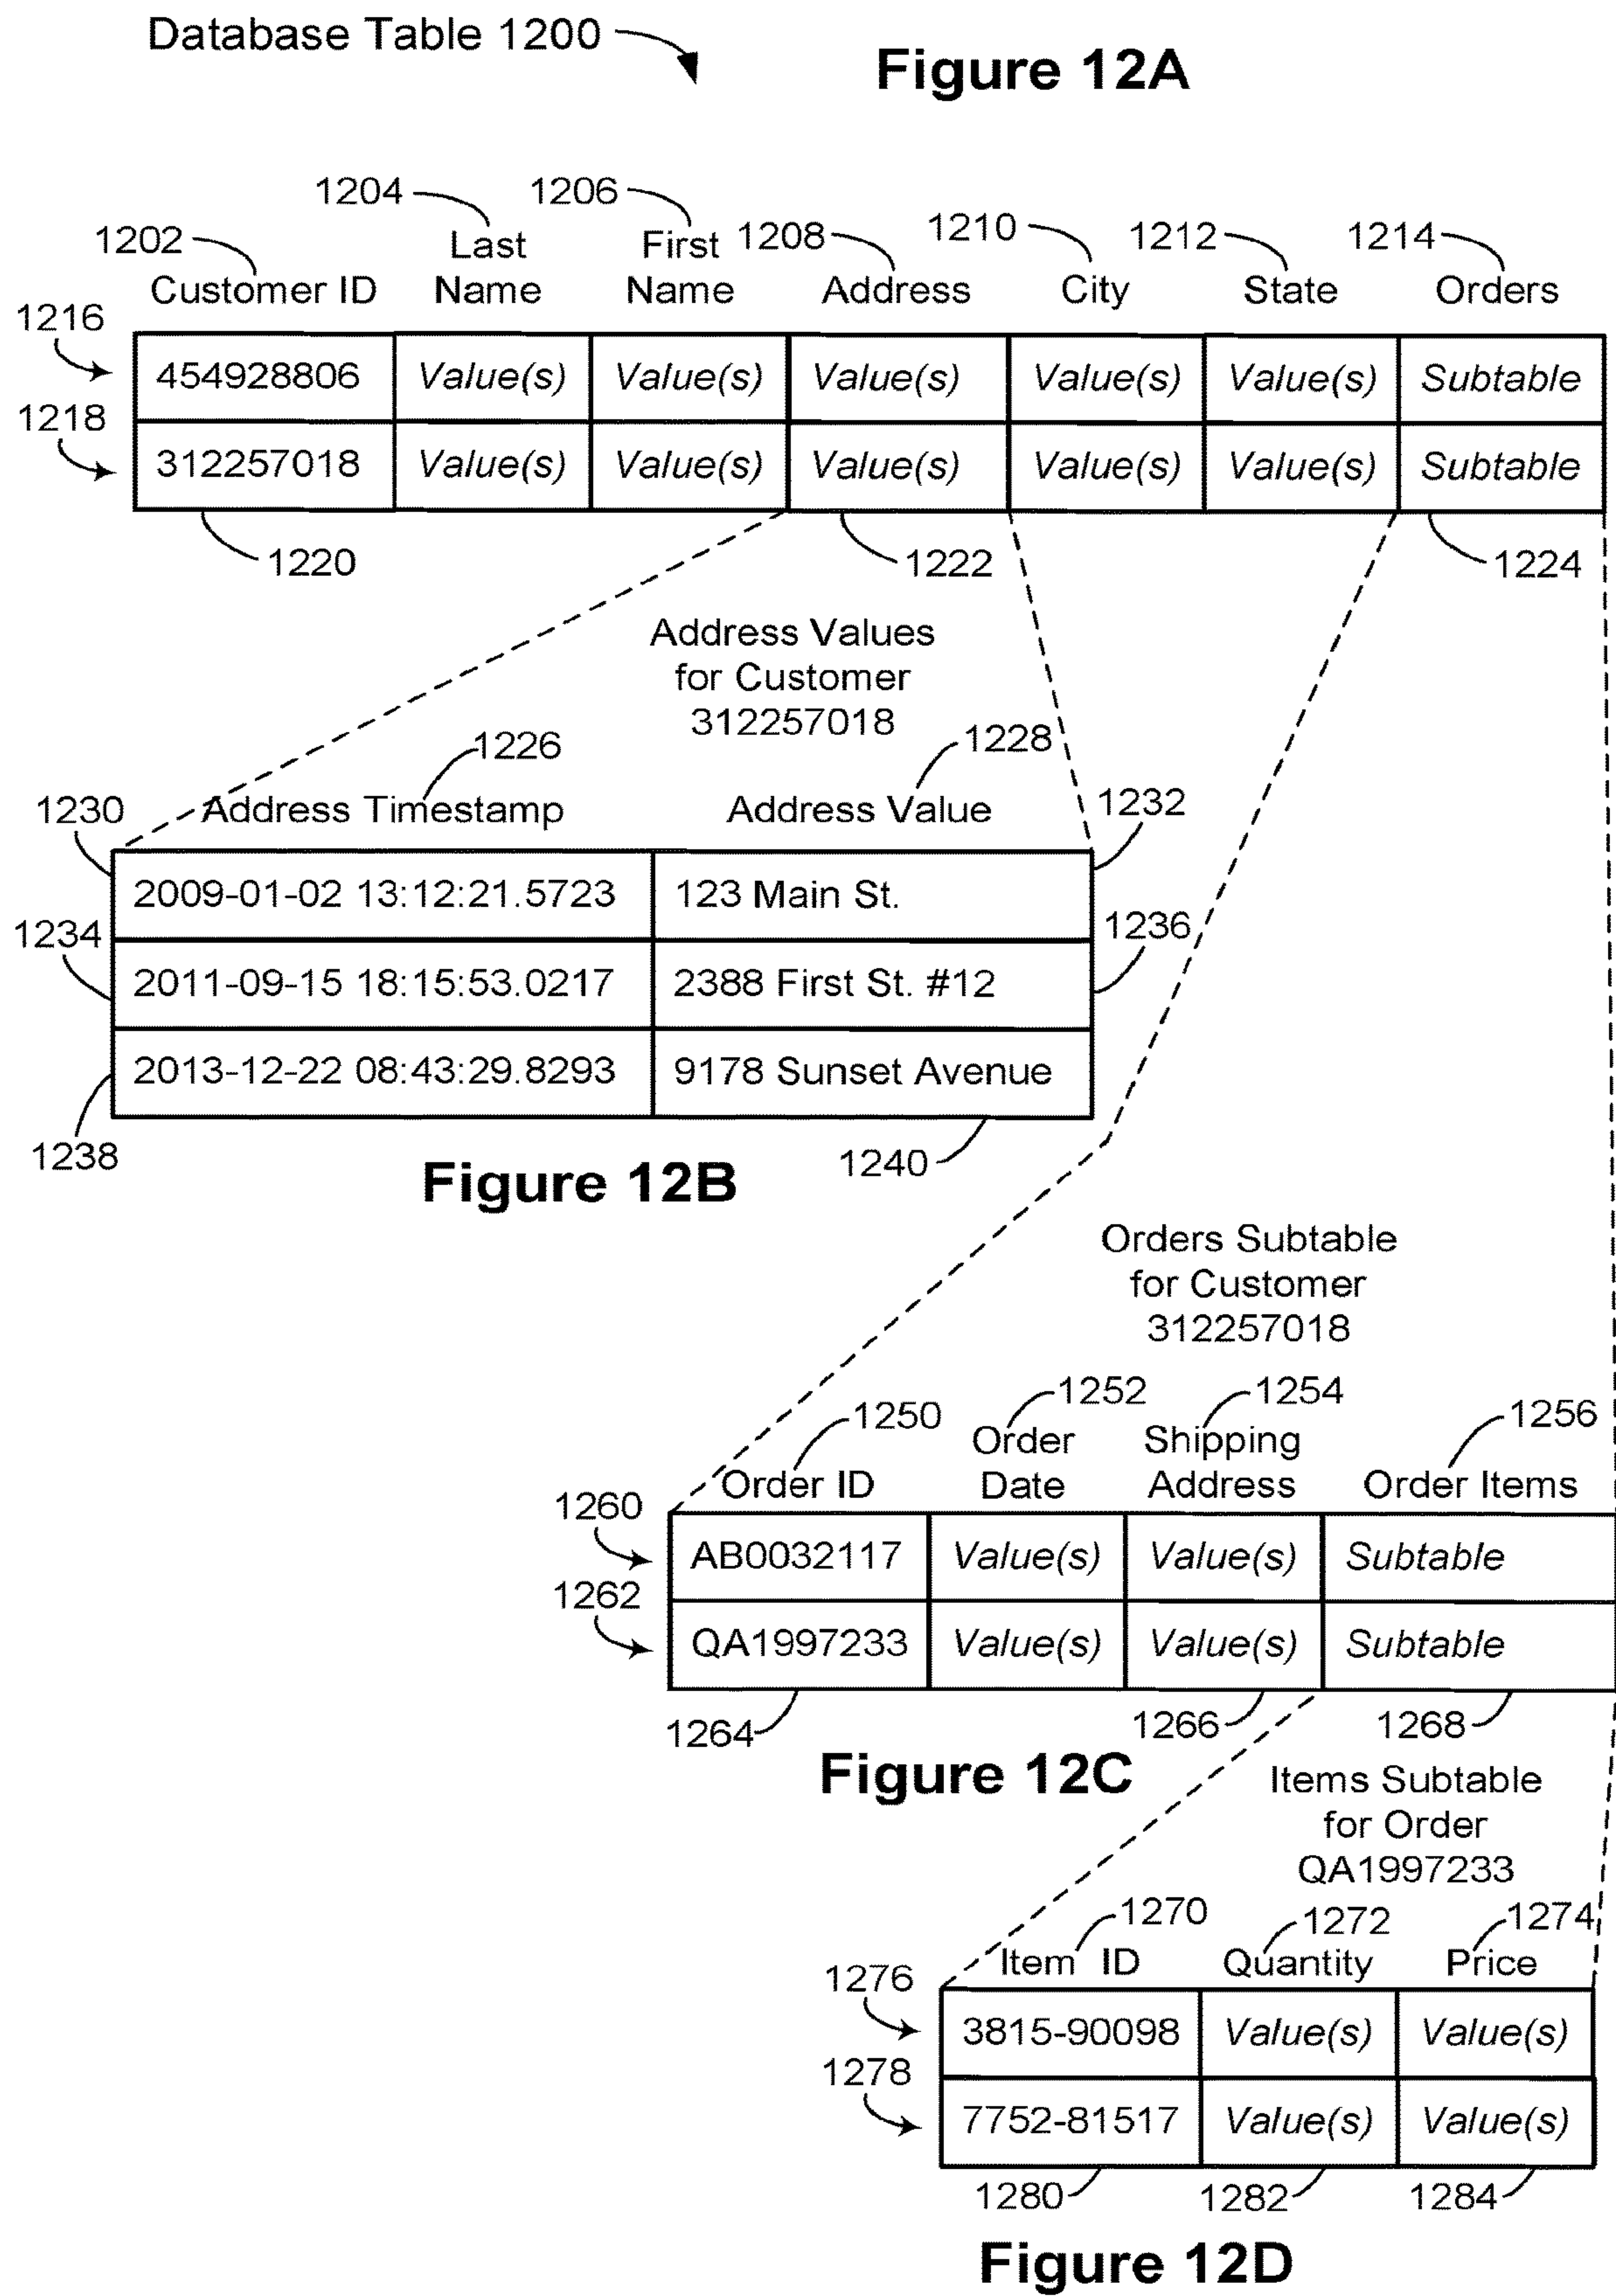 Database Table 1200
Figure 12A
1204 1206
1202 Last First 1208 1210 1212 1214
Customer ID Name Name Address City State Orders
1216
454928806 Value(s) Value(s) Value(s) Value(s) Value(s) Subtable
1218
312257018 Value(s) Value(s) Value(s) Value(s) Value(s) Subtable
1220 1222 1224
Address Values
for Customer
312257018
1226 1228
1230 Address Timestamp Address Value 1232
2009-01-02 13:12:21.5723 123 Main St.
1234 1236
2011-09-15 18:15:53.0217 2388 First St. #12
2013-12-22 08:43:29.8293 9178 Sunset Avenue
1238 1240
Figure 12B
Orders Subtable
for Customer
312257018
1250 1252 1254 1256
Order Shipping
Order ID Date Address Order Items
1260
AB0032117 Value(s) Value(s) Subtable
1262
QA1997233 Value(s) Value(s) Subtable
1264 1266 1268
Figure 12C
Items Subtable
for Order
QA1997233
1270 1272 1274
Item ID Quantity Price
1276
3815-90098 Value(s) Value(s)
1278
7752-81517 Value(s) Value(s)
1280 1282 1284
Figure 12D